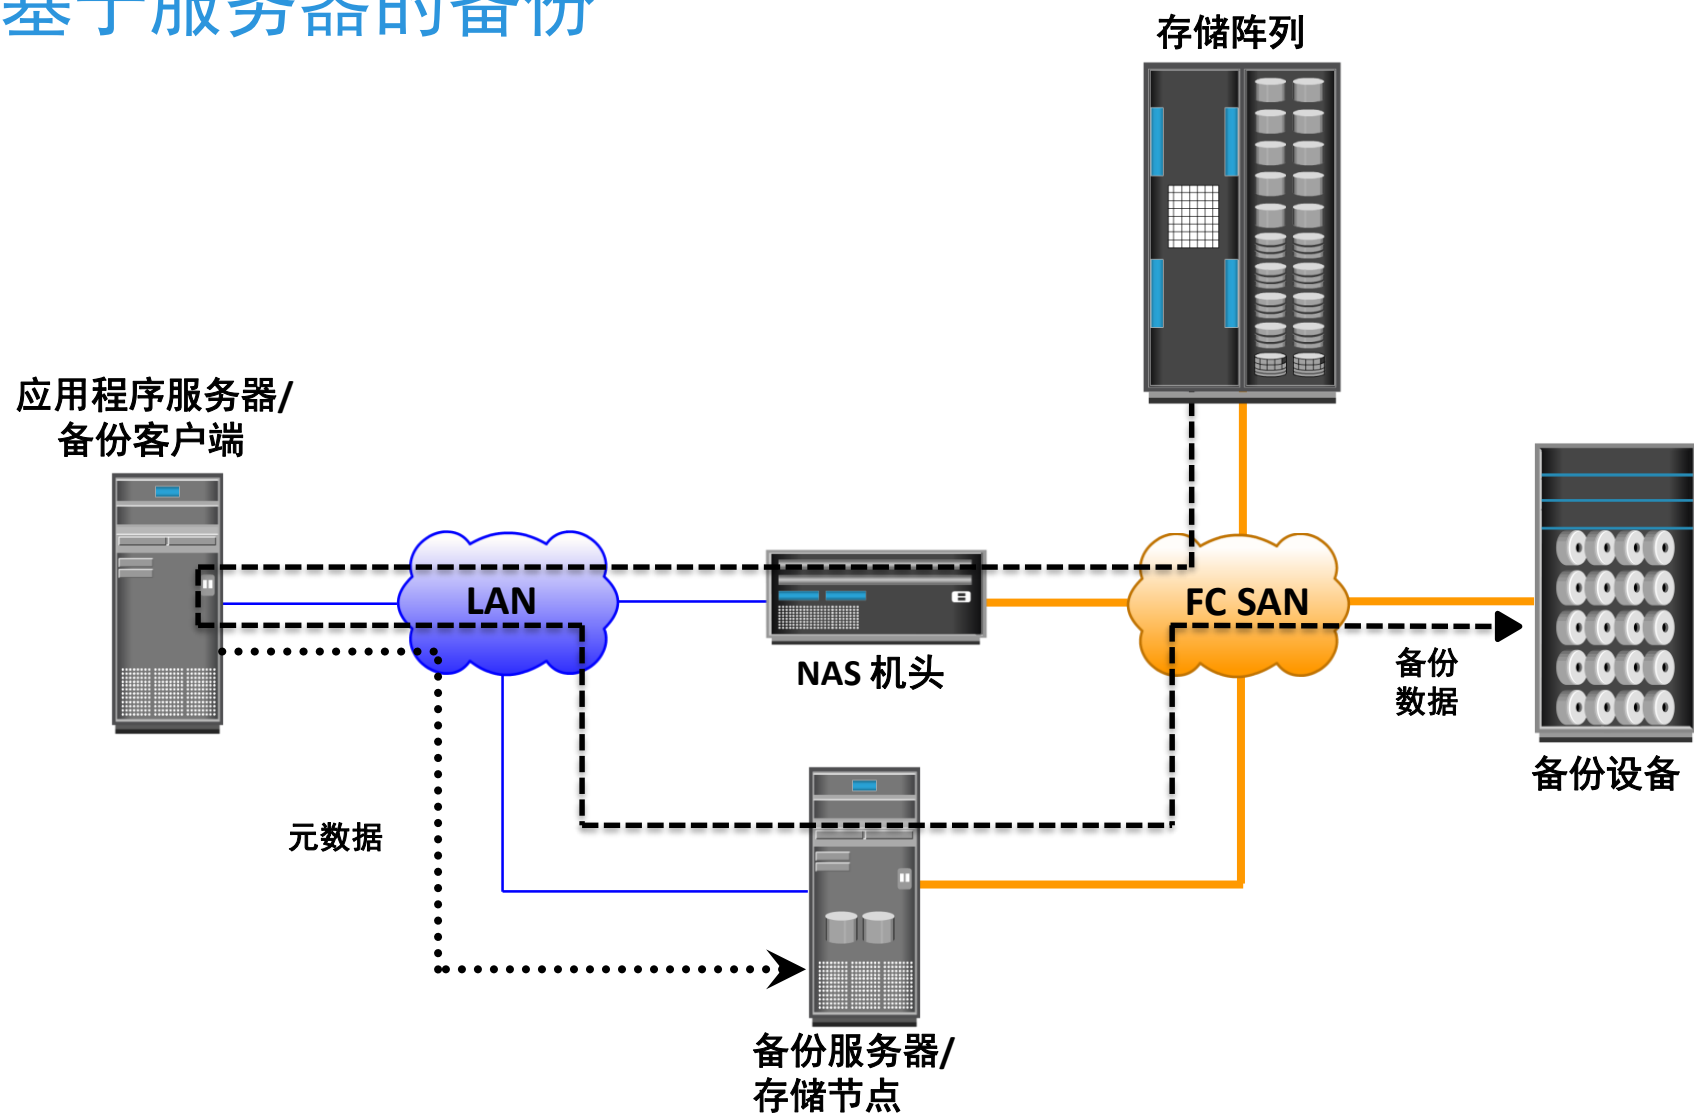 基于服务器的备份
存储阵列
应用程序服务器/
备份客户端
LAN
FC SAN
NAS 机头
备份
数据
备份设备
元数据
备份服务器/
存储节点